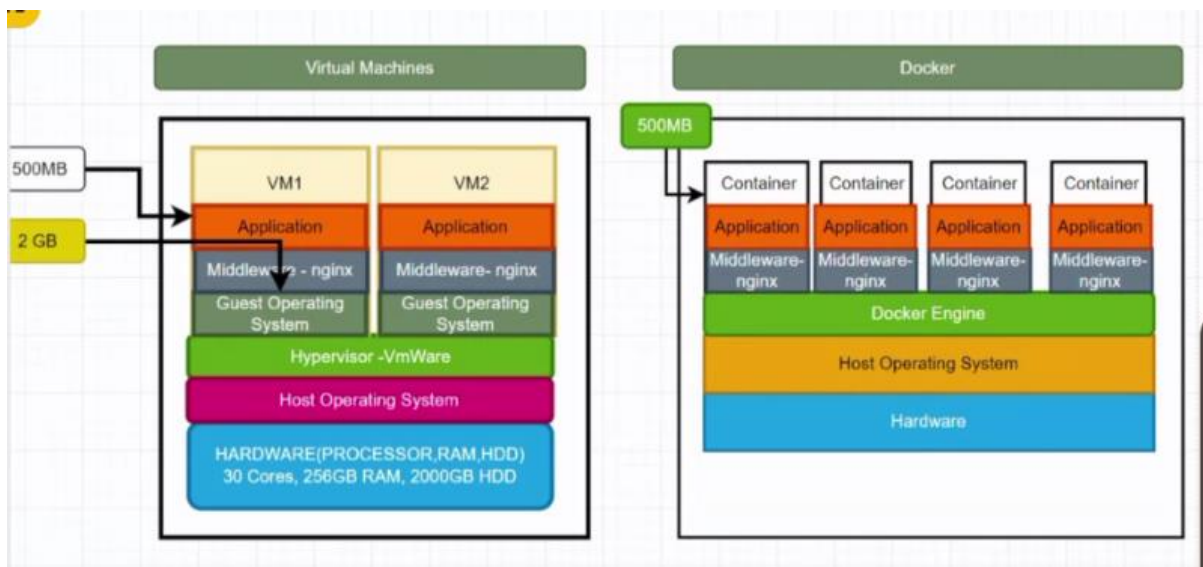 Virtual Machines
Docker
500MB
500MB
2 GB
VM1
VM2
Application
Application
Middleware - nginx
Middleware- nginx
Guest Operating
System
Guest Operating
System
Hypervisor -VmWare
Host Operating System
HARDWARE(PROCESSOR,RAM,HDD)
30 Cores, 256GB RAM, 2000GB HDD
Container
Container
Container
Container
Application
Application
Application
Application
Middleware-
nginx
Middleware-
nginx
Middleware-
nginx
Middleware-
nginx
Docker Engine
Host Operating System
Hardware